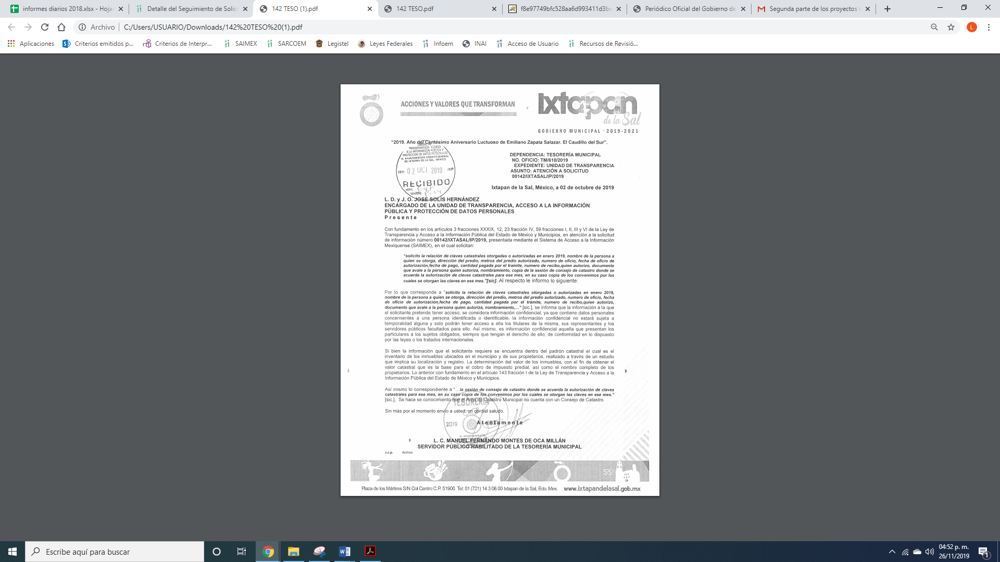 informes diarios 2018.xlsx - Hojas
Detalle del Seguimiento de Solici
142 TESO (1).pdf
142 TESO.pdf
f8e97749bfc528aa6d993411d3be
Periódico Oficial del Gobierno de
Segunda parte de los proyectos
Archivo
C:/Users/USUARIO/Downloads/142%20TESO%20(1).pdf
L
Aplicaciones
Criterios emitidos p...
Criterios de Interpr...
SAIMEX
SARCOEM
Legistel
Leyes Federales
Infoem
INAI
Acceso de Usuario
Recursos de Revisió...
ACCIONES Y VALORES QUE TRANSFORMAN
Ixtapan
de la Sal
GOBIERNO MUNICIPAL · 2019-2021
“2019. Año del Centésimo Aniversario Luctuoso de Emiliano Zapata Salazar. El Caudillo del Sur”.
UNIDAD DE
TRANSPARENCIA, ACCESO
A LA INFORMACIÓN PÚBLICA Y
PROTECCIÓN DE DATOS PERSONALES
H. AYUNTAMIENTO CONSTITUCIONAL
DE IXTAPAN DE LA SAL, MÉXICO
2019 02 OCT 2019 2021
RECIBIDO
HORA:
NOMBRE:
DEPENDENCIA: TESORERÍA MUNICIPAL
NO. OFICIO: TM/610/2019
EXPEDIENTE: UNIDAD DE TRANSPARENCIA
ASUNTO: ATENCIÓN A SOLICITUD
00142/IXTASAL/IP/2019
Ixtapan de la Sal, México, a 02 de octubre de 2019
L. D. y J. O. JOSÉ SOLÍS HERNÁNDEZ
ENCARGADO DE LA UNIDAD DE TRANSPARENCIA, ACCESO A LA INFORMACIÓN
PÚBLICA Y PROTECCIÓN DE DATOS PERSONALES
P r e s e n t e
Con fundamento en los artículos 3 fracciones XXXIX, 12, 23 fracción IV, 59 fracciones I, II, III y VI de la Ley de
Transparencia y Acceso a la Información Pública del Estado de México y Municipios, en atención a la solicitud
de información número 00142/IXTASAL/IP/2019, presentada mediante el Sistema de Acceso a la Información
Mexiquense (SAIMEX), en el cual solicitan:
“solicito la relación de claves catastrales otorgadas o autorizadas en enero 2019, nombre de la persona a
quien se otorga, dirección del predio, metros del predio autorizado, numero de oficio, fecha de oficio de
autorización,fecha de pago, cantidad pagada por el tramite, numero de recibo,quien autorizo, documento
que avale a la persona quien autoriza, nombramiento, copia de la sesión de consejo de catastro donde se
acuerda la autorización de claves catastrales para ese mes, en su caso copia de los convenimos por los
cuales se otorgan las claves en ese mes.”[sic]. Al respecto le informo lo siguiente:
Por lo que corresponde a “solicito la relación de claves catastrales otorgadas o autorizadas en enero 2019,
nombre de la persona a quien se otorga, dirección del predio, metros del predio autorizado, numero de oficio, fecha
de oficio de autorización,fecha de pago, cantidad pagada por el trámite, numero de recibo,quien autorizo,
documento que avale a la persona quien autoriza, nombramiento,...” [sic.], se informa que la información a la que
el solicitante pretende tener acceso, se considera información confidencial, ya que contiene datos personales
concernientes a una persona identificada o identificable, la información confidencial no estará sujeta a
temporalidad alguna y solo podrán tener acceso a ella los titulares de la misma, sus representantes y los
servidores públicos facultados para ello. Así mismo, es información confidencial aquella que presentan los
particulares a los sujetos obligados, siempre que tengan el derecho de ello, de conformidad en lo dispuesto
por las leyes o los tratados internacionales.
Si bien la información que el solicitante requiere se encuentra dentro del padrón catastral el cual es el
inventario de los inmuebles ubicados en el municipio y de sus propietarios, realizado a través de un estudio
que implica su localización y registro. La determinación del valor de los inmuebles, con el fin de obtener el
valor catastral que es la base para el cobro de impuesto predial, así como el nombre completo de los
propietarios. Lo anterior con fundamento en el artículo 143 fracción I de la Ley de Transparencia y Acceso a la
Información Pública del Estado de México y Municipios.
Así mismo lo correspondiente a “...la sesión de consejo de catastro donde se acuerda la autorización de claves
catastrales para ese mes, en su caso copia de los convenimos por los cuales se otorgan las claves en ese mes.”
[sic.], Se hace se conocimiento que el Área de Catastro Municipal no cuenta con un Consejo de Catastro.
TESORERÍA
Sin más por el momento envío a usted, un cordial saludo.
2019 2021
A t e n t a m e n t e
H. AYUNTAMIENTO
L. C. MANUEL FERNANDO MONTES DE OCA MILLÁN
SERVIDOR PÚBLICO HABILITADO DE LA TESORERÍA MUNICIPAL
c.c.p. Archivo
Plaza de los Mártires S/N Col Centro C.P. 51900 Tel: 01 (721) 14 3 06 00 Ixtapan de la Sal, Edo. Mex. www.ixtapandelasal.gob.mx
Escribe aquí para buscar
04:52 p. m.
26/11/2019
1